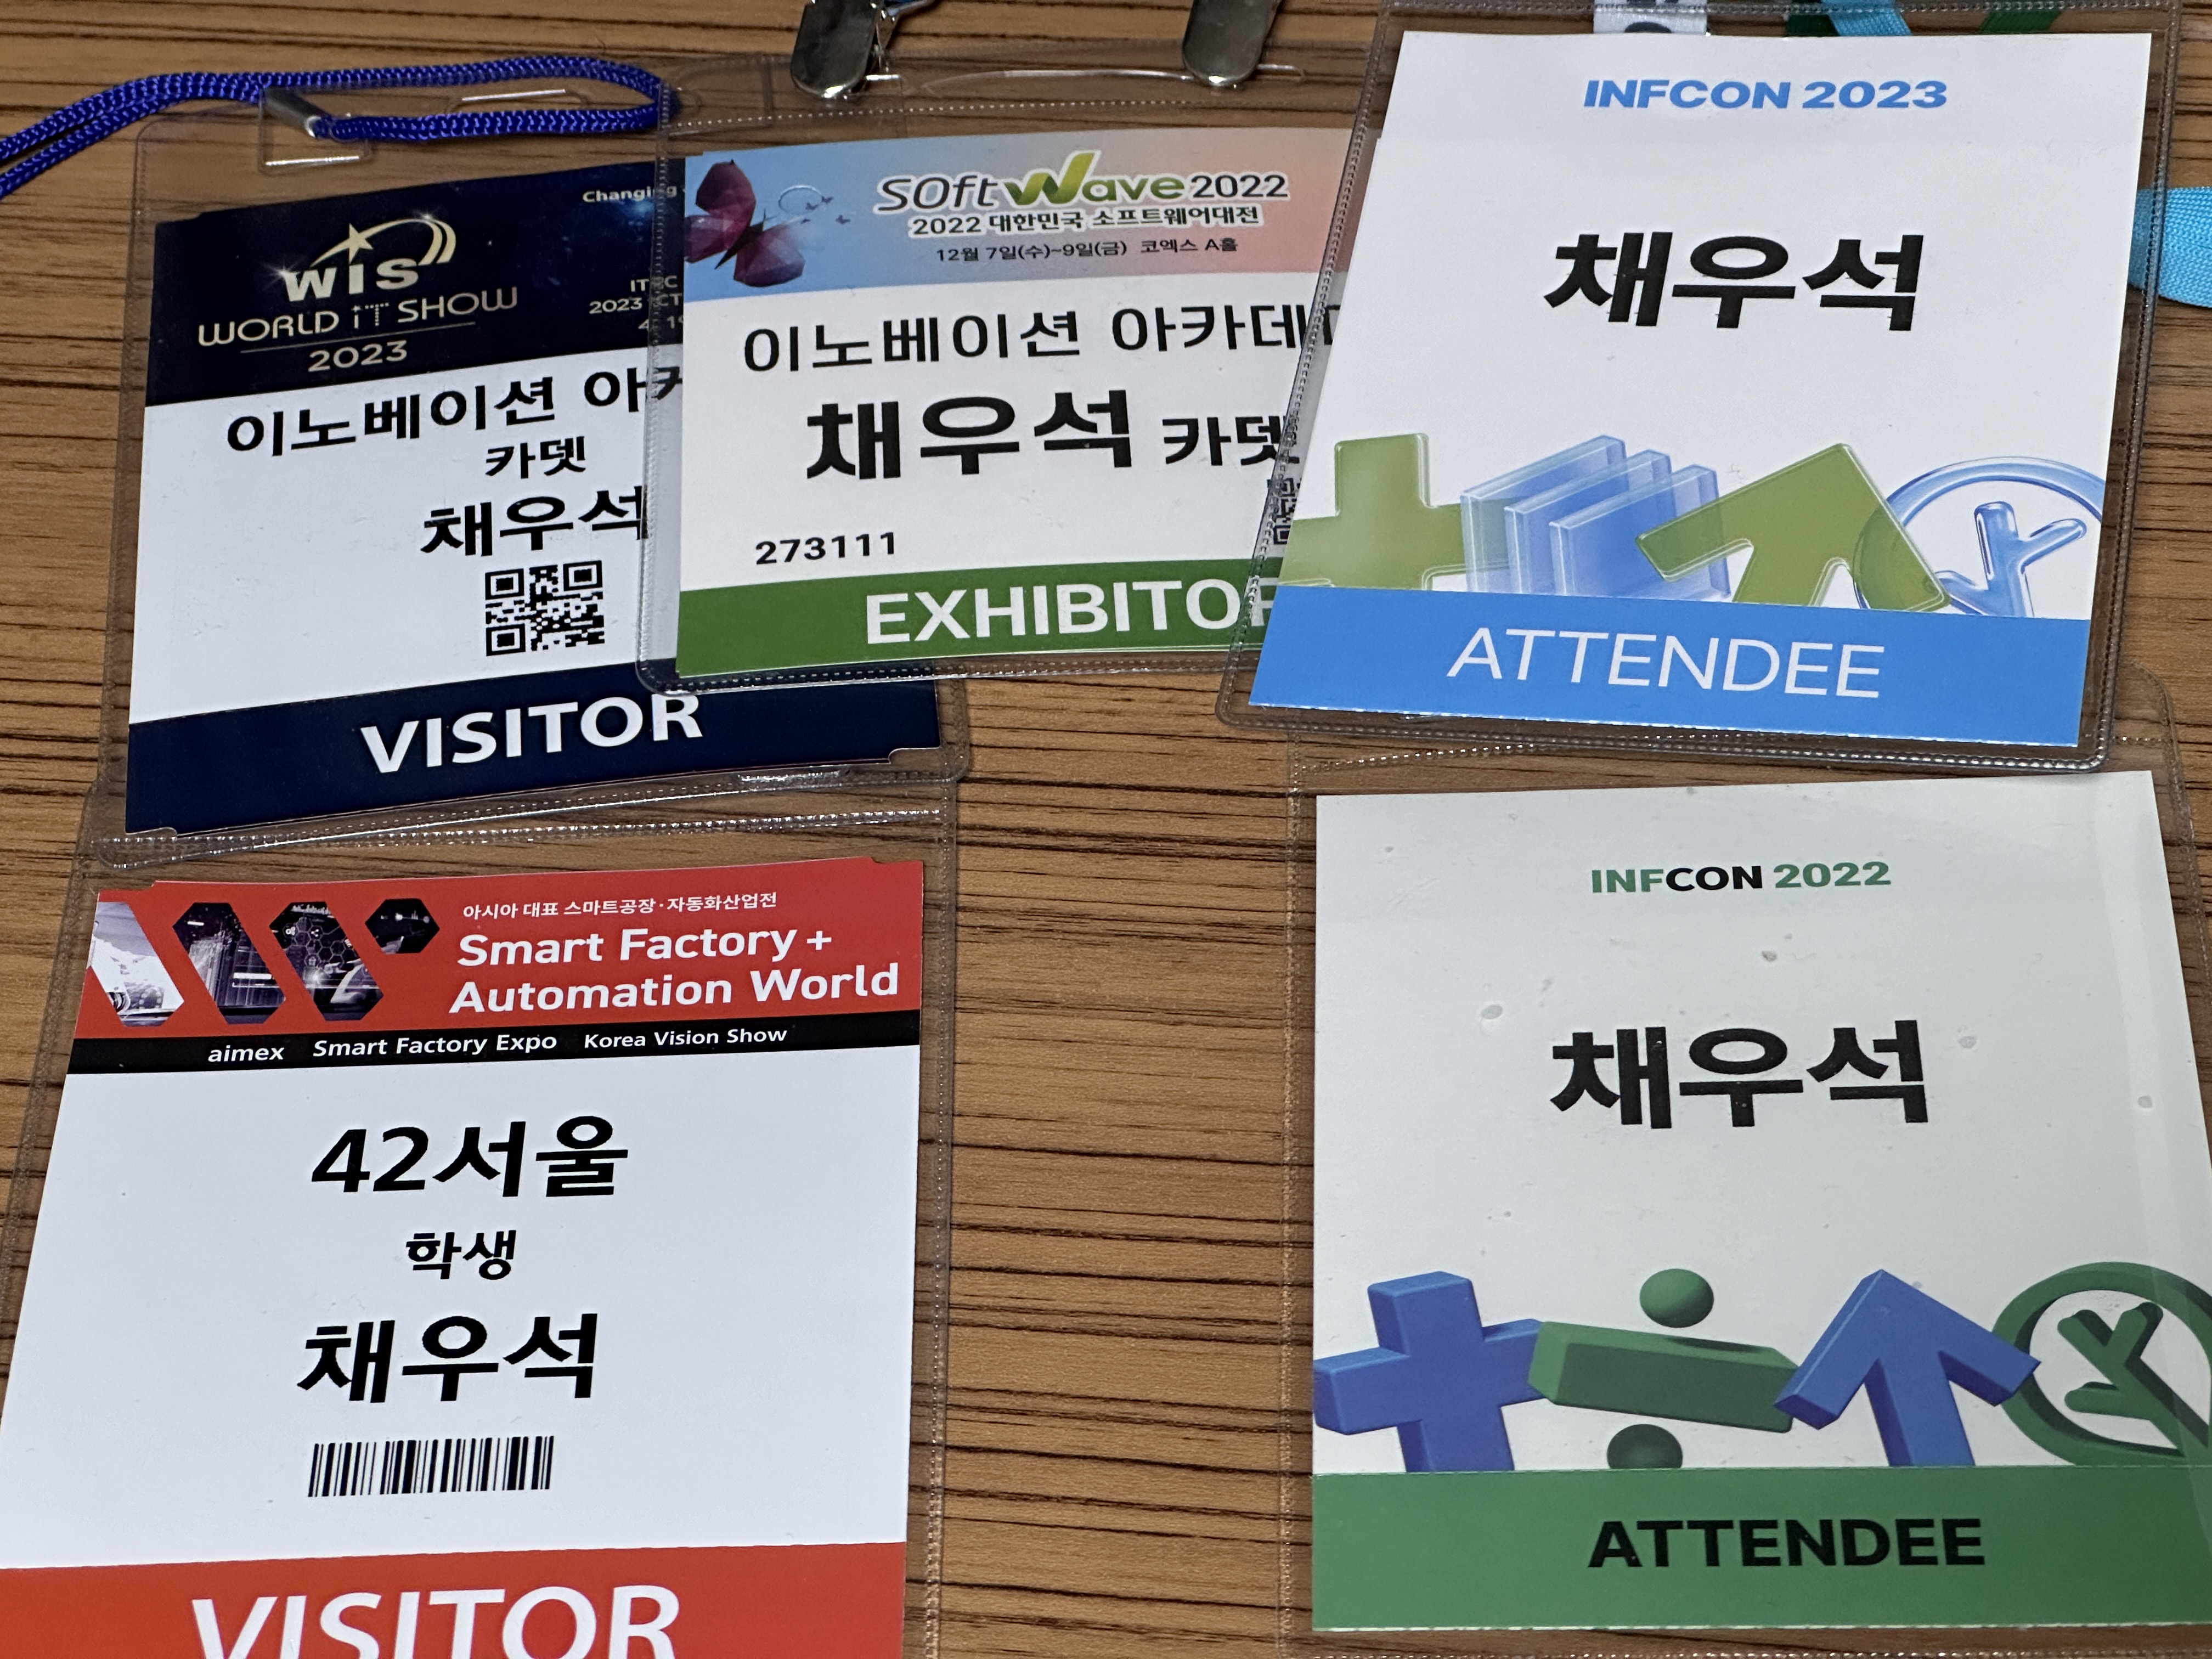 Changing
WIS
WORLD IT SHOW
2023
2023
이노베이션
카뎃
채우석
VISITOR
SOftWave2022
2022 대한민국 소프트웨어대전
12월 7일(수)~9일(금) 코엑스 A홀
이노베이션 아카데
채우석 카뎃
273111
EXHIBITOR
INFCON 2023
채우석
ATTENDEE
아시아 대표 스마트공장·자동화산업전
Smart Factory+
Automation World
aimex Smart Factory Expo Korea Vision Show
42서울
학생
채우석
VISITOR
INFCON 2022
채우석
ATTENDEE